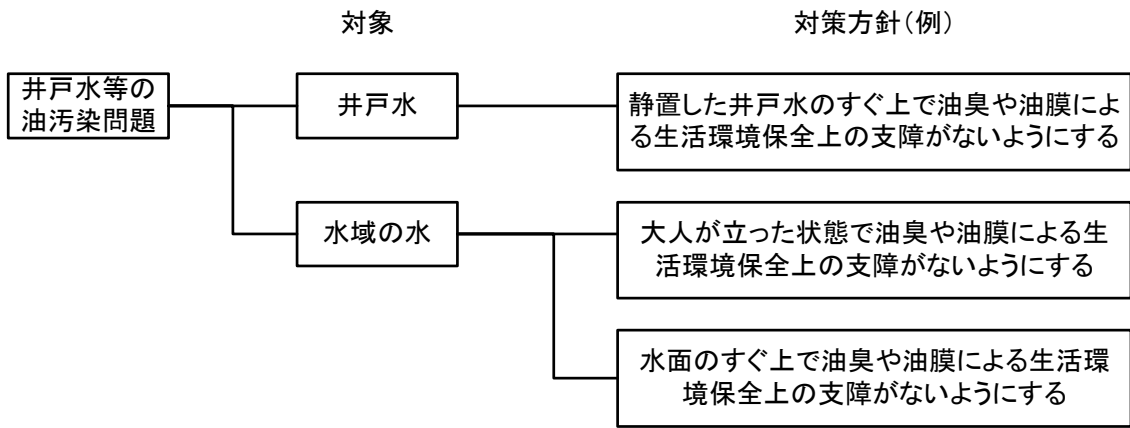 対象
対策方針(例)
井戸水等の
油汚染問題
井戸水
静置した井戸水のすぐ上で油臭や油膜によ
る生活環境保全上の支障がないようにする
水域の水
大人が立った状態で油臭や油膜による生
活環境保全上の支障がないようにする
水面のすぐ上で油臭や油膜による生活環
境保全上の支障がないようにする